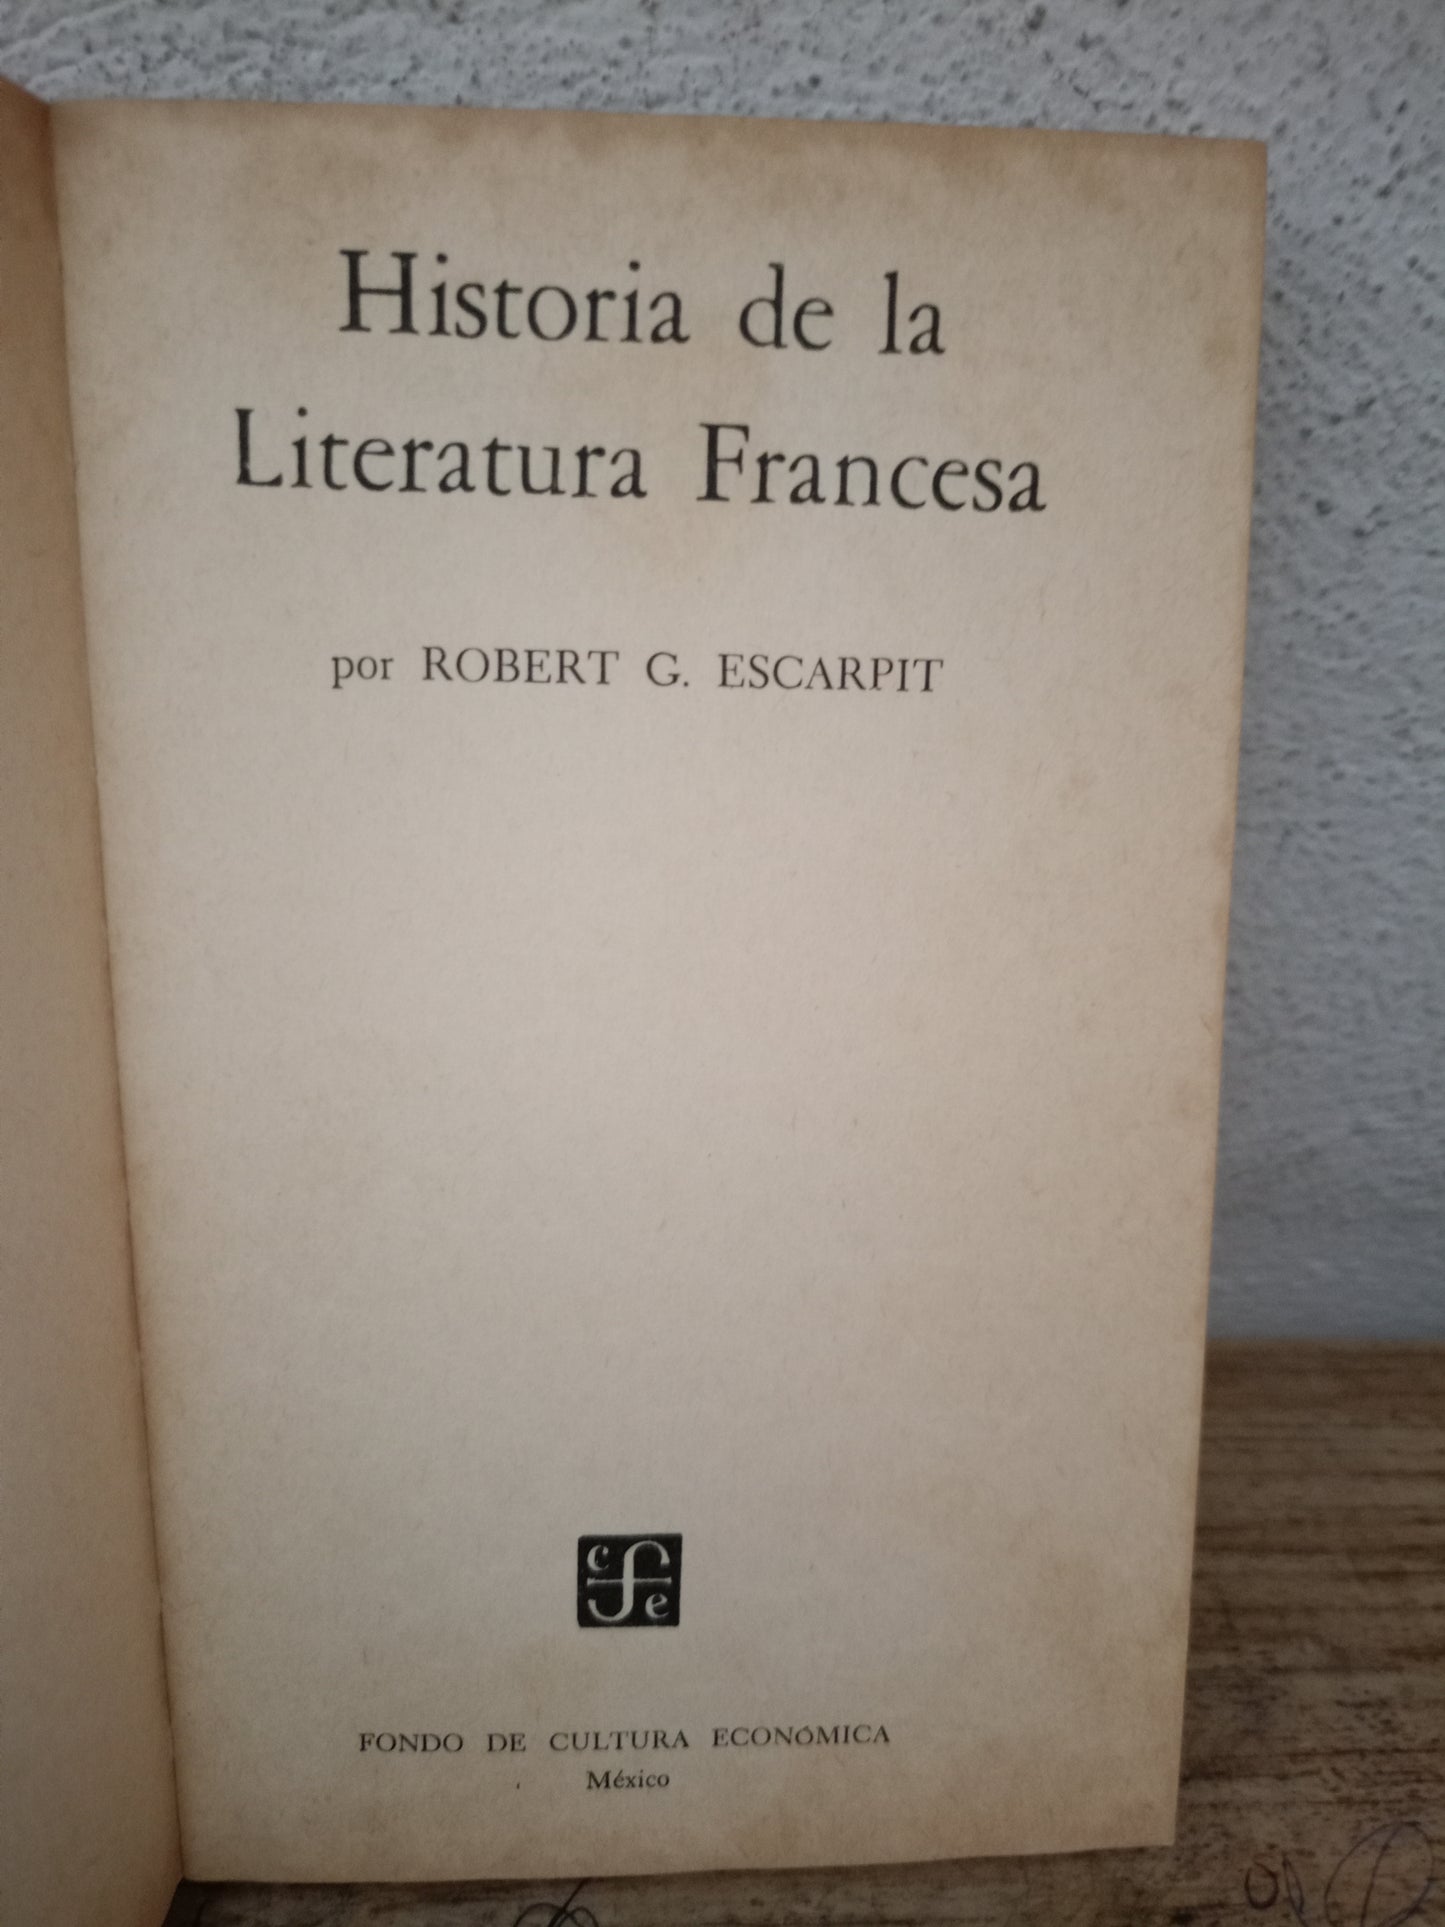 Historia de la
Literatura Francesa
por ROBERT G. ESCARPIT
c f e
FONDO DE CULTURA ECONÓMICA
México